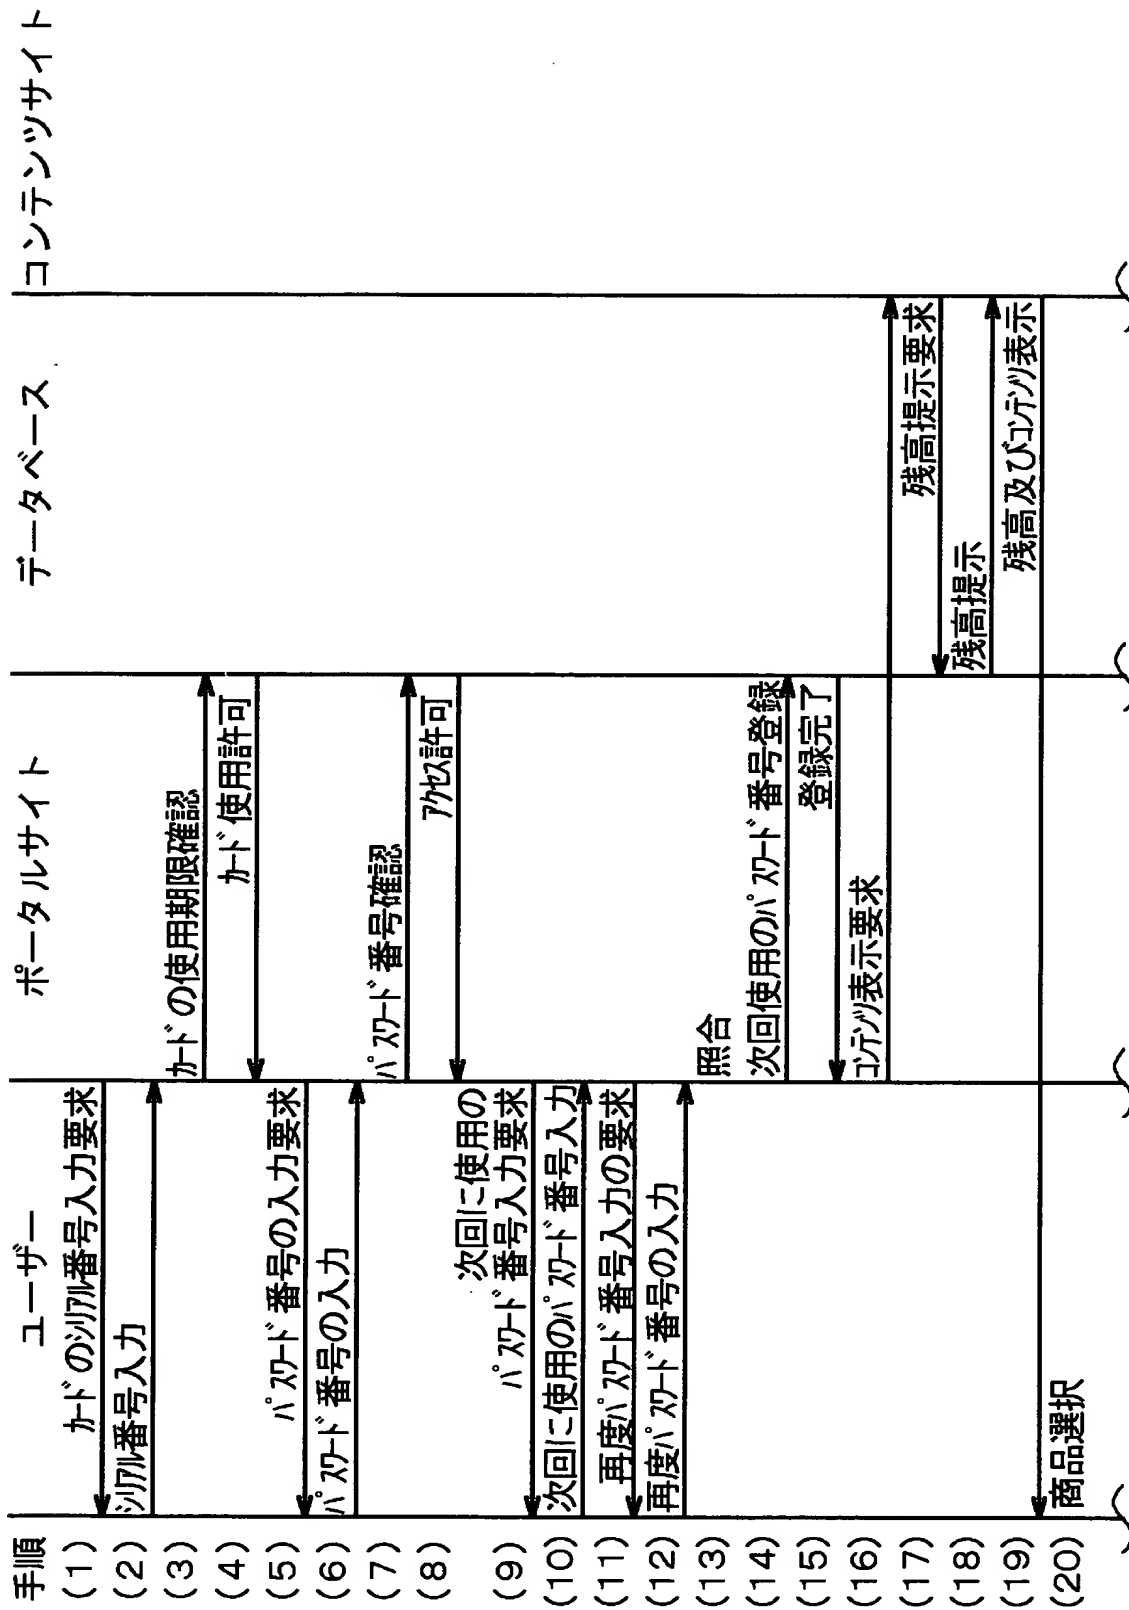 手順 ユーザー ポータルサイト データベース コンテンツサイト
(1) カードのシリアル番号入力要求
(2) シリアル番号入力
(3) カードの使用期限確認
(4) カード使用許可
(5) パスワード番号の入力要求
(6) パスワード番号の入力
(7) パスワード番号確認
(8) アクセス許可
次回に使用の
(9) パスワード番号入力要求
(10) 次回に使用のパスワード番号入力
(11) 再度パスワード番号入力の要求
(12) 再度パスワード番号の入力
(13) 照合
(14) 次回使用のパスワード番号登録
(15) 登録完了
(16) コンテンツ表示要求
(17) 残高提示要求
(18) 残高提示
(19) 残高及びコンテンツ表示
(20) 商品選択